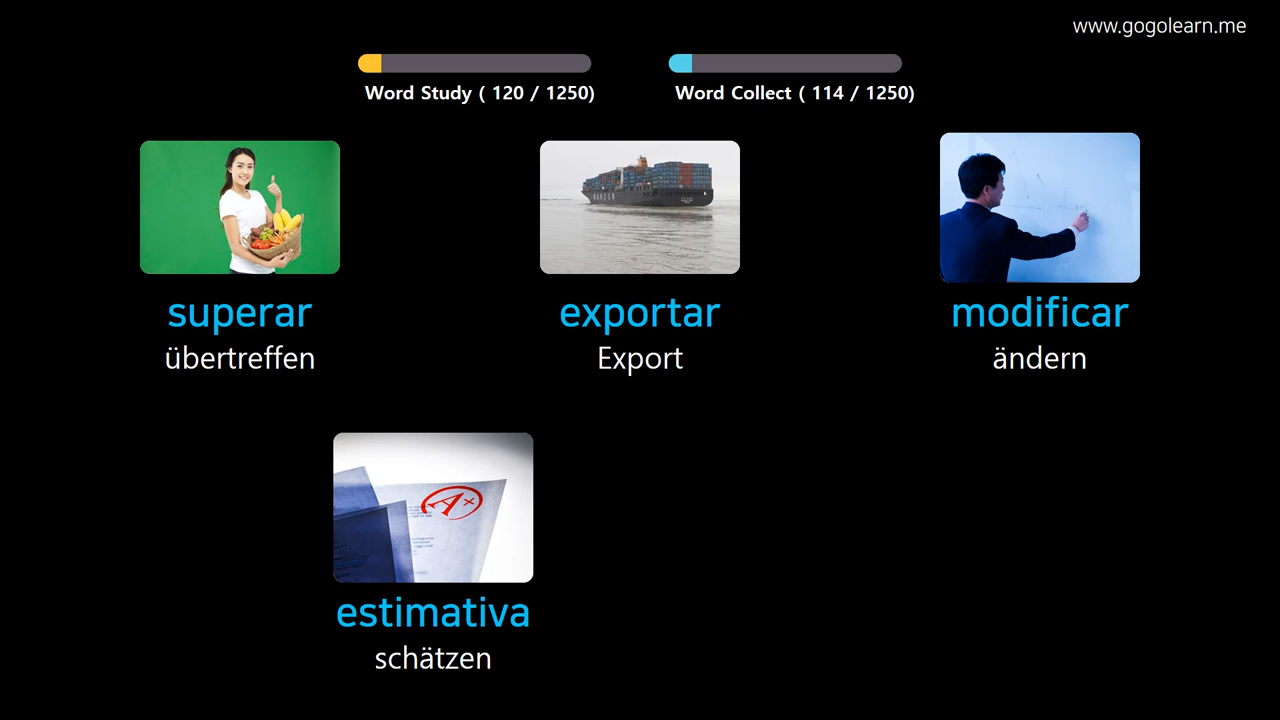 www.gogolearn.me
Word Study ( 120 / 1250)
Word Collect ( 114 / 1250)
superar
übertreffen
exportar
Export
modificar
ändern
A+
estimativa
schätzen